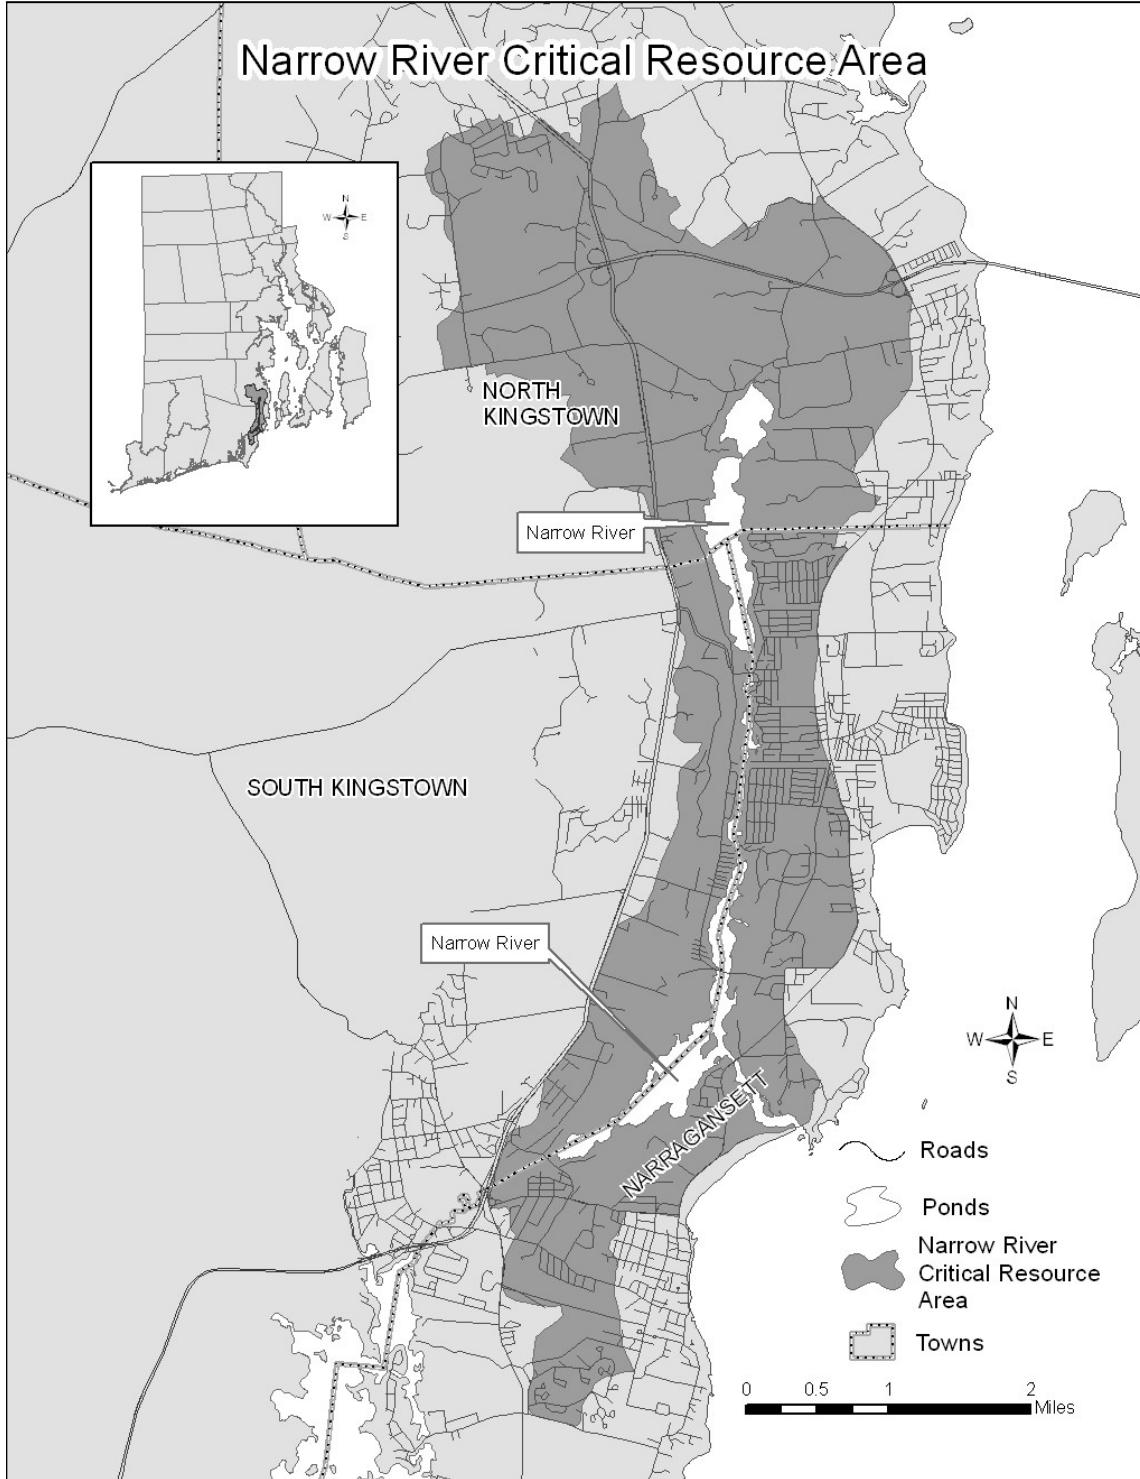 Narrow River Critical Resource Area
N
W E
S
NORTH
KINGSTOWN
Narrow River
SOUTH KINGSTOWN
Narrow River
N
W E
S
NARRAGANSETT
Roads
Ponds
Narrow River
Critical Resource
Area
Towns
0 0.5 1 2
Miles